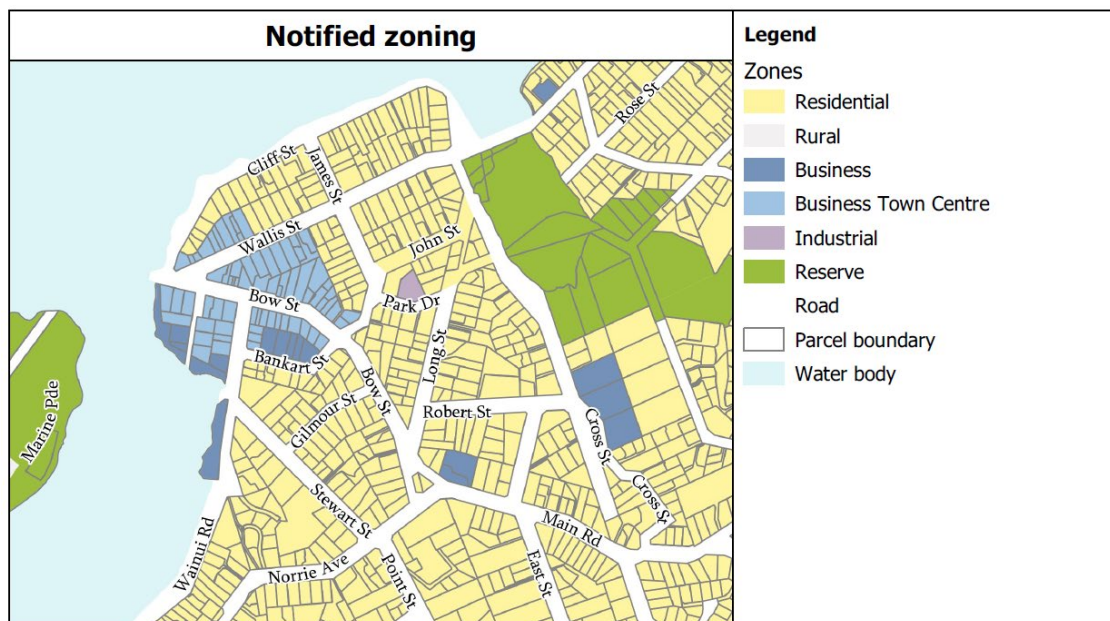 Notified zoning
Legend
Zones
Residential
Rural
Business
Business Town Centre
Industrial
Reserve
Road
Parcel boundary
Water body
Rose St
Cliff St
James St
Wallis St
John St
Bow St
Park Dr
Bankart St
Long St
Bow St
Marine Pde
Gilmour St
Robert St
Cross St
Cross St
Stewart St
Main Rd
Wainui Rd
Norrie Ave
Point St
East St